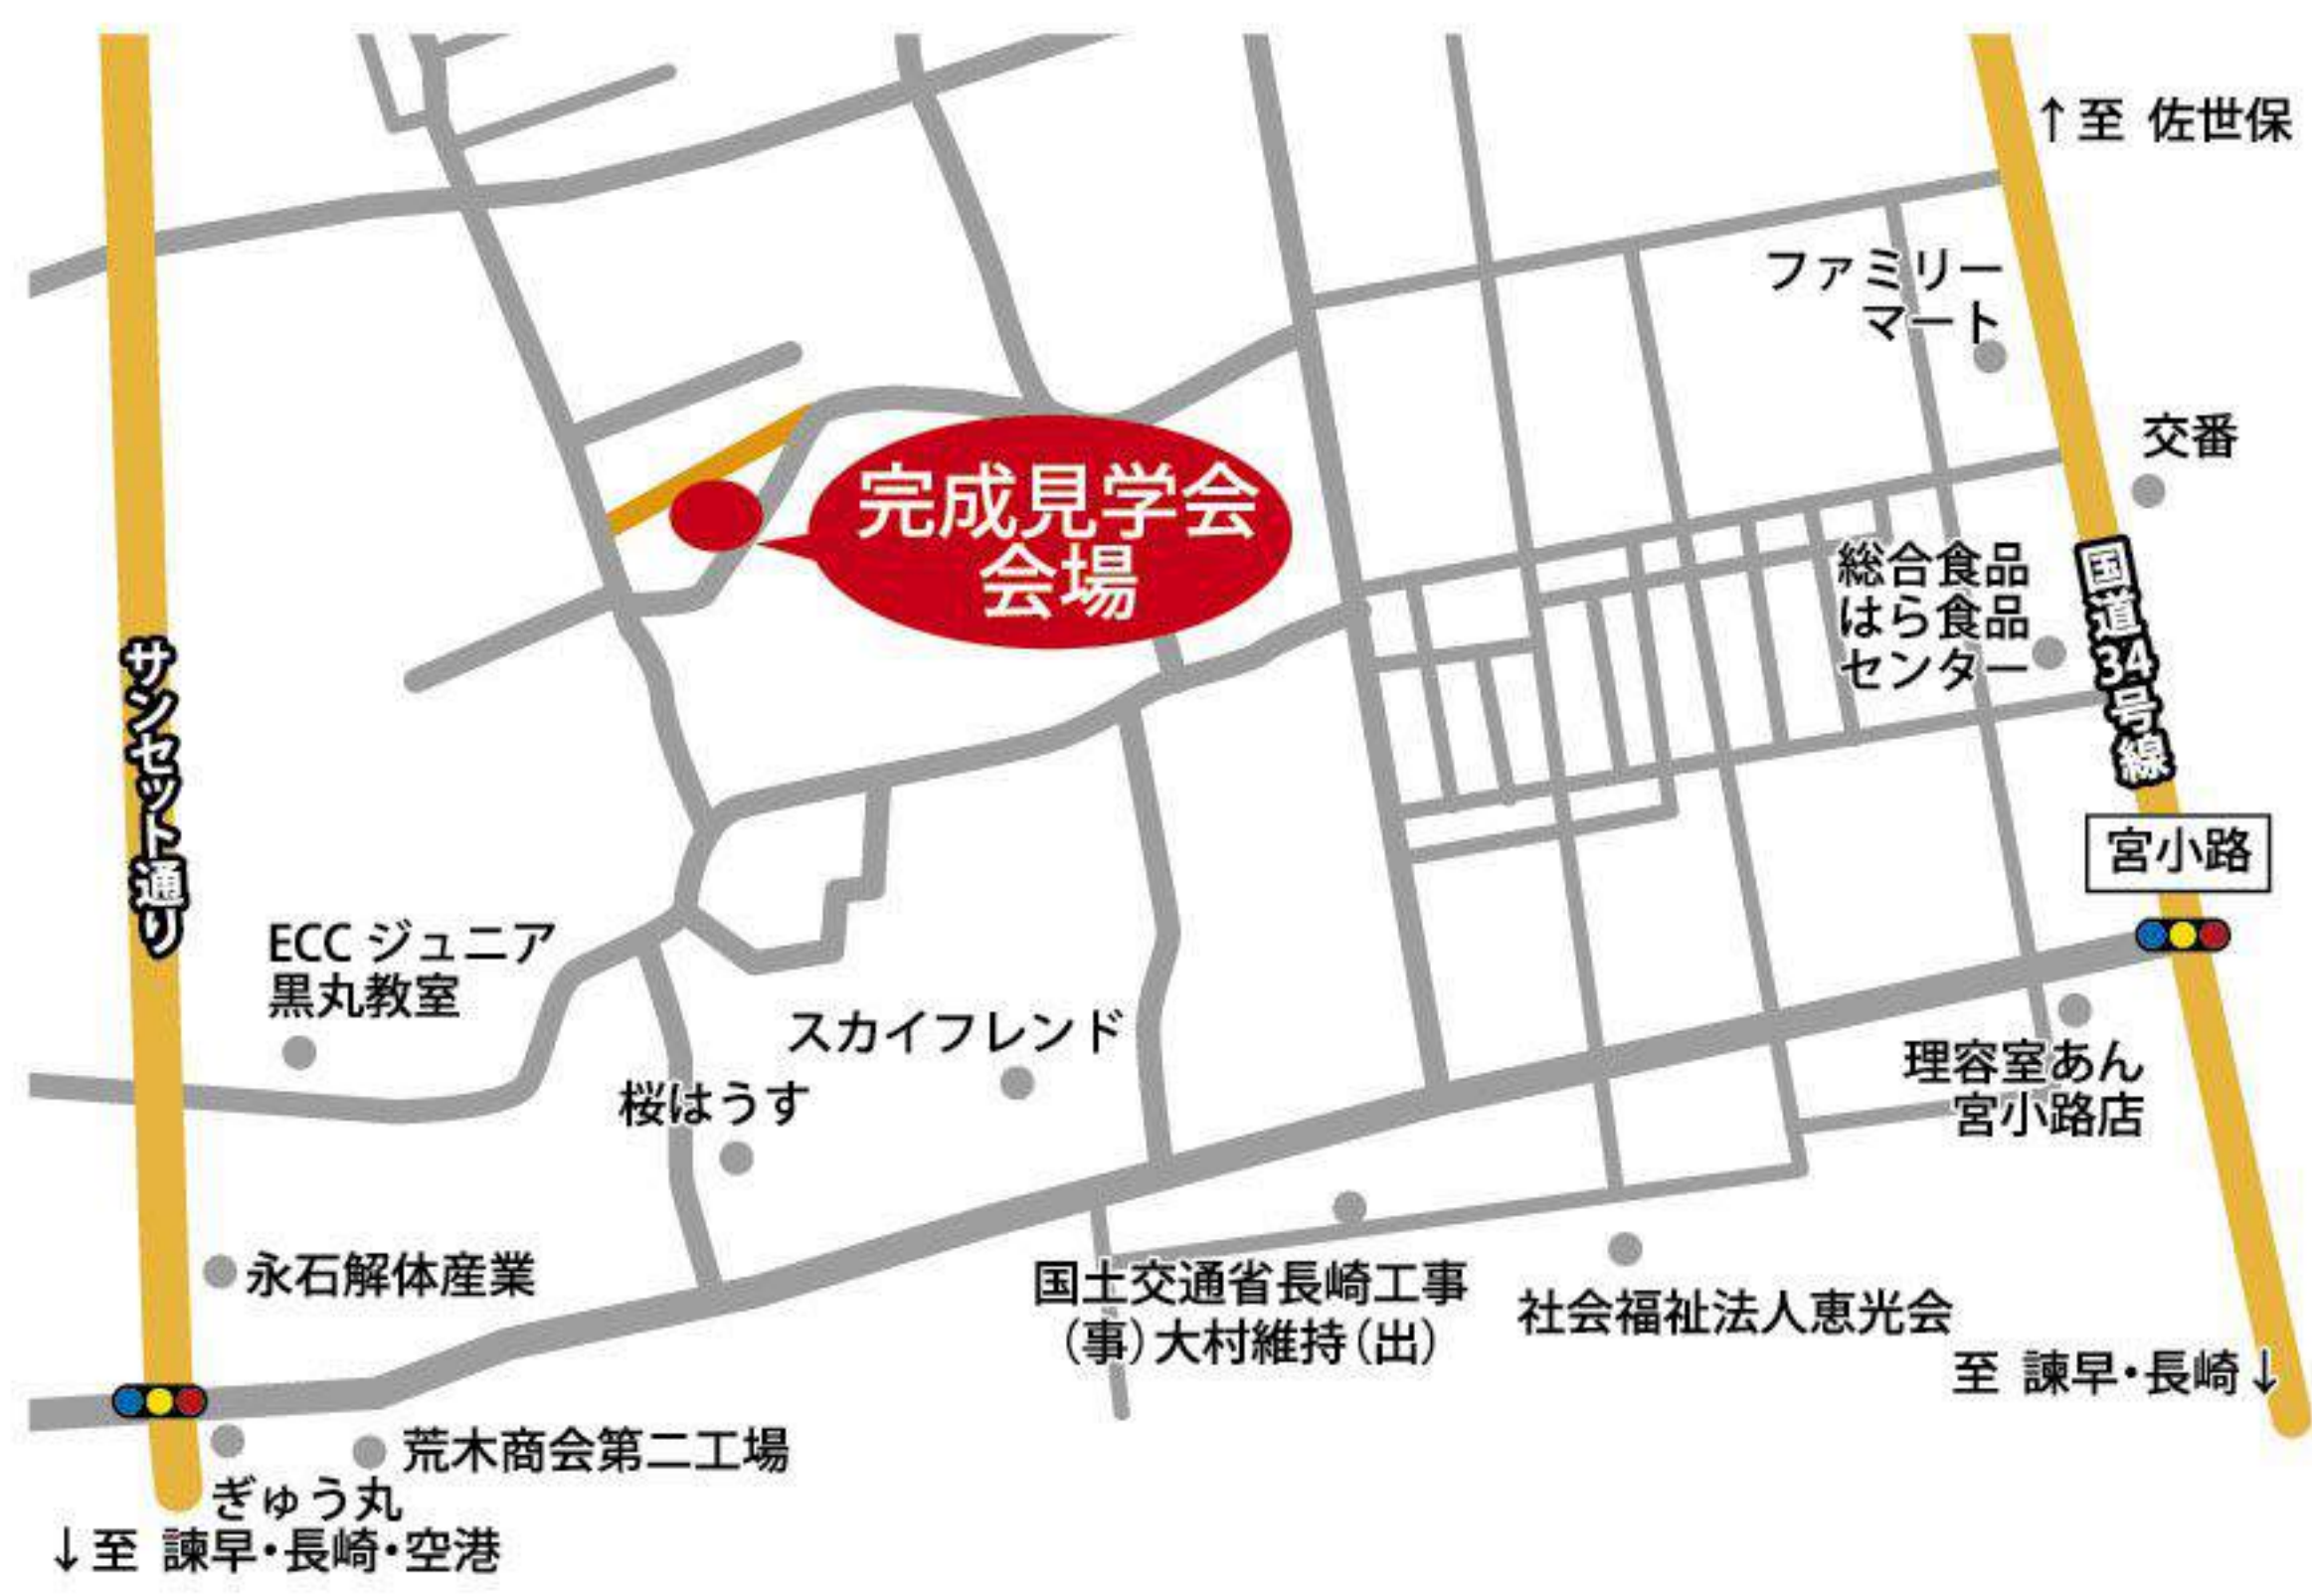 ↑至 佐世保
ファミリー
マート
交番
完成見学会
会場
総合食品
はら食品
センター
国道34号線
サンセット通り
宮小路
ECCジュニア
黒丸教室
スカイフレンド
桜はうす
理容室あん
宮小路店
永石解体産業
国土交通省長崎工事
（事）大村維持（出）
社会福祉法人恵光会
至 諫早・長崎↓
荒木商会第二工場
ぎゅう丸
↓至 諫早・長崎・空港